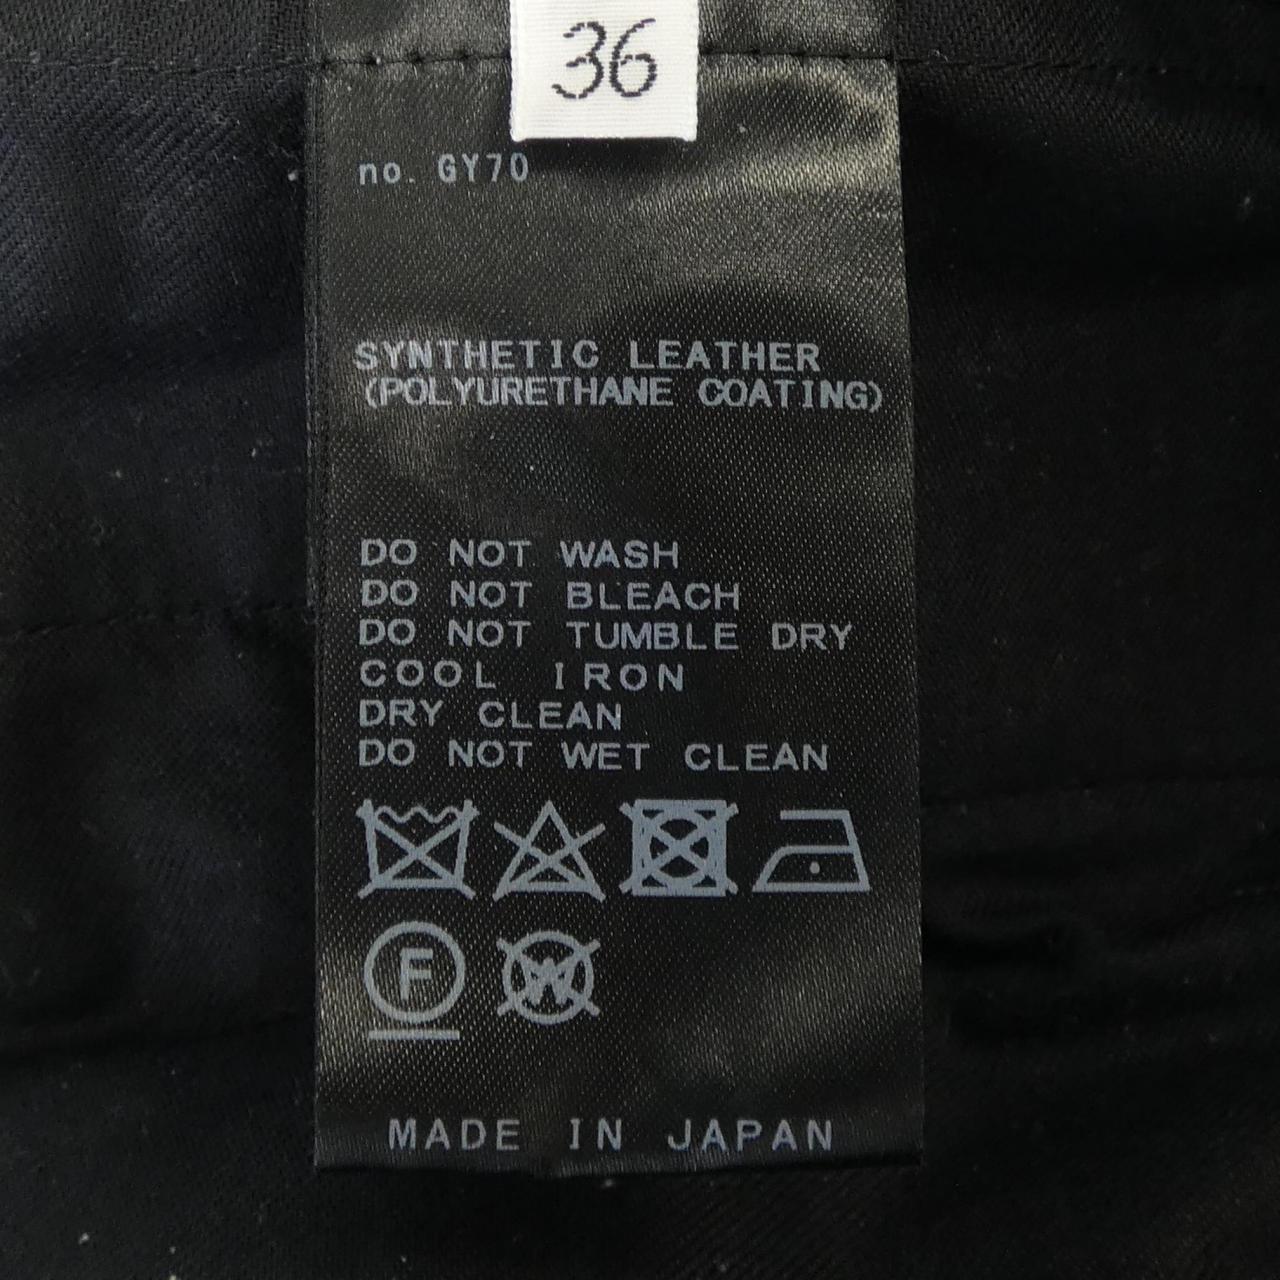 36
no. GY70
SYNTHETIC LEATHER
(POLYURETHANE COATING)
DO NOT WASH
DO NOT BLEACH
DO NOT TUMBLE DRY
COOL IRON
DRY CLEAN
DO NOT WET CLEAN
F W
MADE IN JAPAN